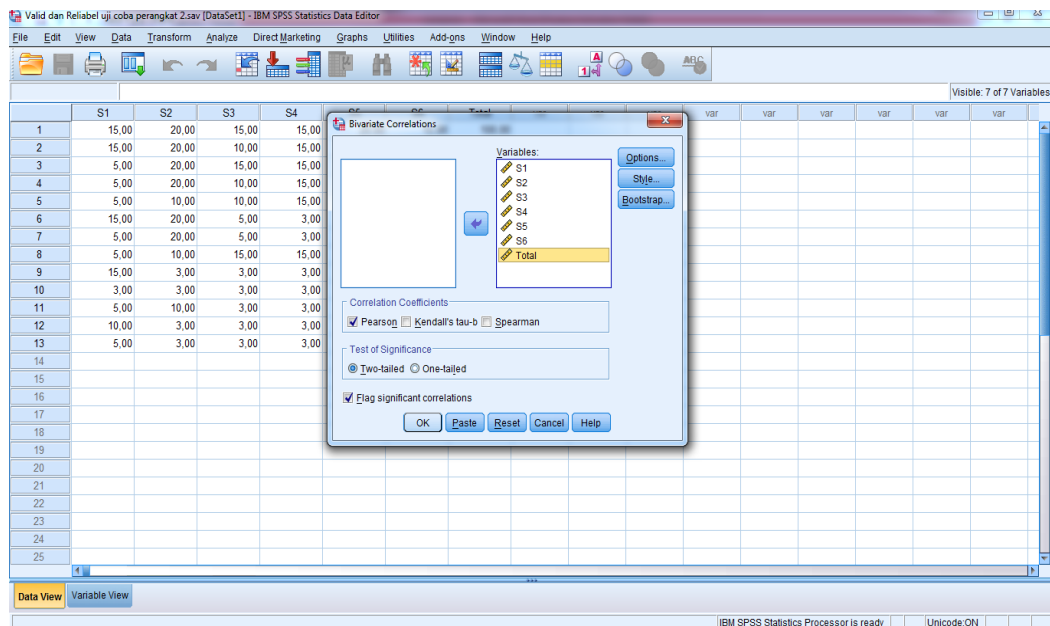 Valid dan Reliabel uji coba perangkat 2.sav [DataSet1] - IBM SPSS Statistics Data Editor
File Edit View Data Transform Analyze Direct Marketing Graphs Utilities Add-ons Window Help
Visible: 7 of 7 Variables
S1 S2 S3 S4 S5 S6 Total var var var var var var
1 15,00 20,00 15,00 15,00
2 15,00 20,00 10,00 15,00
3 5,00 20,00 15,00 15,00
4 5,00 20,00 10,00 15,00
5 5,00 10,00 10,00 15,00
6 15,00 20,00 5,00 3,00
7 5,00 20,00 5,00 3,00
8 5,00 10,00 15,00 15,00
9 15,00 3,00 3,00 3,00
10 3,00 3,00 3,00 3,00
11 5,00 10,00 3,00 3,00
12 10,00 3,00 3,00 3,00
13 5,00 3,00 3,00 3,00
14
15
16
17
18
19
20
21
22
23
24
25
Bivariate Correlations
Variables:
S1
S2
S3
S4
S5
S6
Total
Options...
Style...
Bootstrap...
Correlation Coefficients
Pearson Kendall's tau-b Spearman
Test of Significance
Two-tailed One-tailed
Flag significant correlations
OK Paste Reset Cancel Help
Data View Variable View
IBM SPSS Statistics Processor is ready Unicode:ON